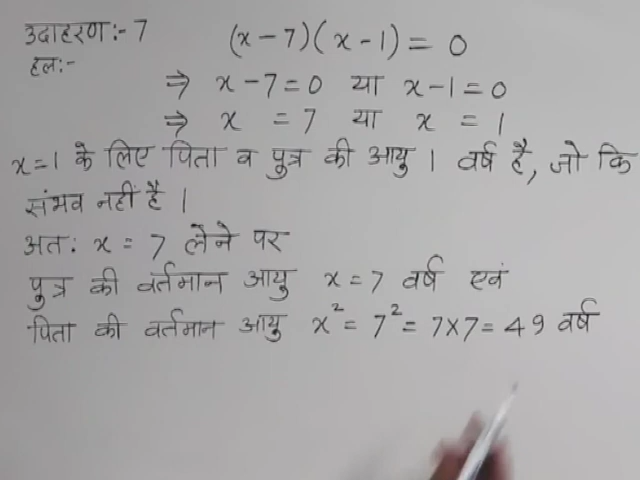 उदाहरण:- 7 (x-7)(x-1)=0
हल:-
⇒ x-7=0 या x-1=0
⇒ x = 7 या x = 1
x=1 के लिए पिता व पुत्र की आयु 1 वर्ष है, जो कि
संभव नहीं है।
अत: x = 7 लेने पर
पुत्र की वर्तमान आयु x = 7 वर्ष एवं
पिता की वर्तमान आयु x² = 7² = 7×7 = 49 वर्ष